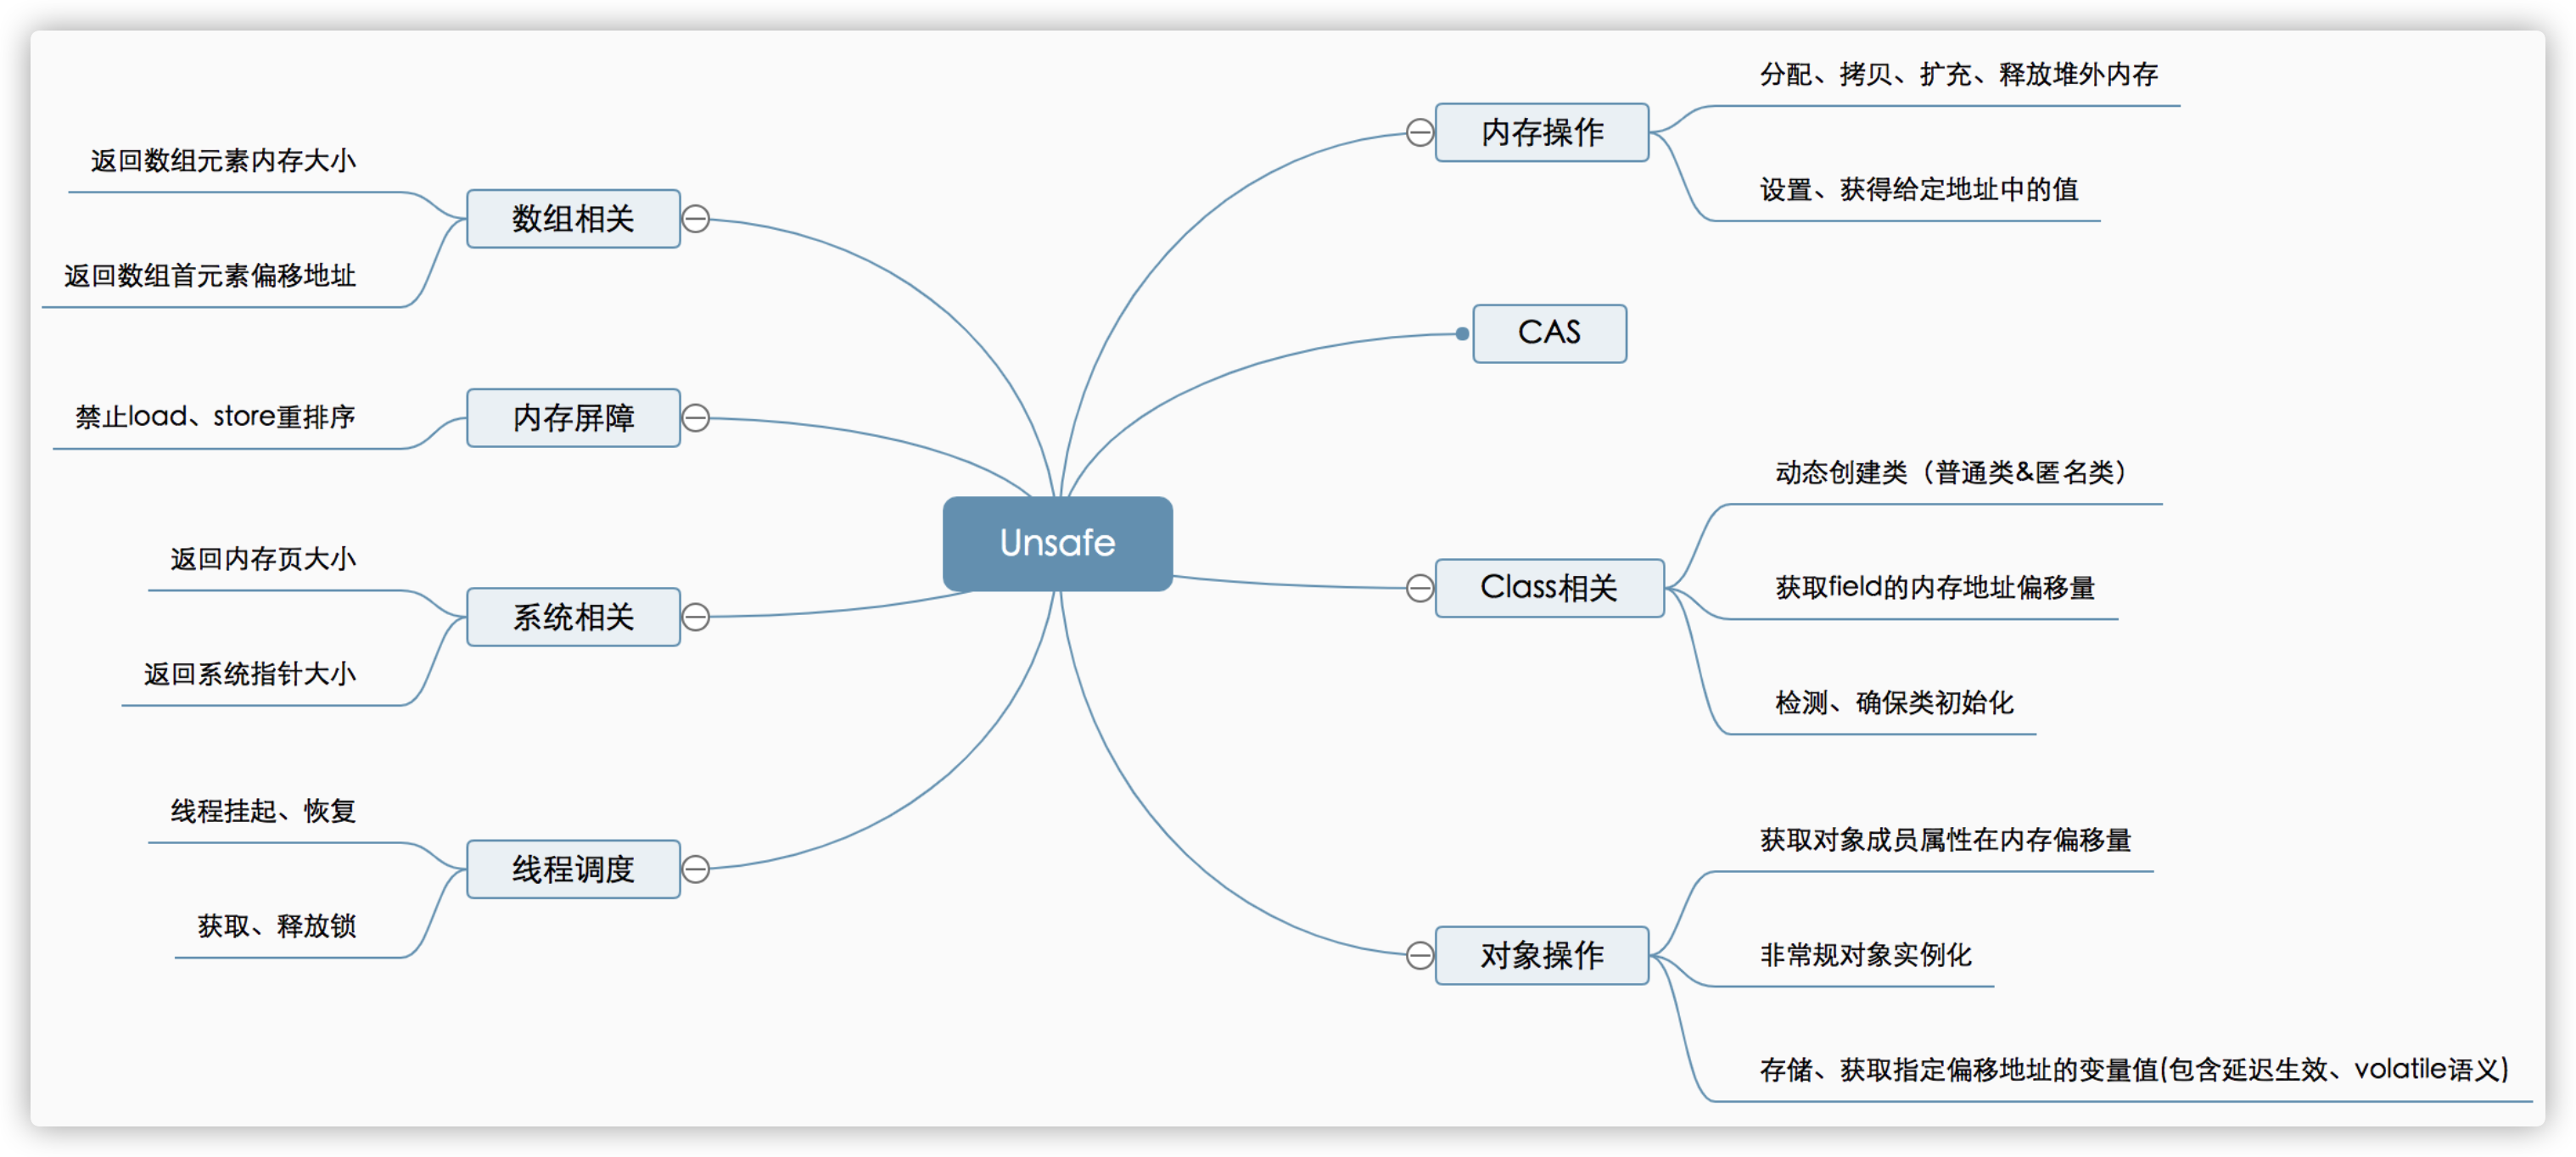 Unsafe
数组相关
返回数组元素内存大小
返回数组首元素偏移地址
内存屏障
禁止load、store重排序
系统相关
返回内存页大小
返回系统指针大小
线程调度
线程挂起、恢复
获取、释放锁
内存操作
分配、拷贝、扩充、释放堆外内存
设置、获得给定地址中的值
CAS
Class相关
动态创建类（普通类&匿名类）
获取field的内存地址偏移量
检测、确保类初始化
对象操作
获取对象成员属性在内存偏移量
非常规对象实例化
存储、获取指定偏移地址的变量值(包含延迟生效、volatile语义)